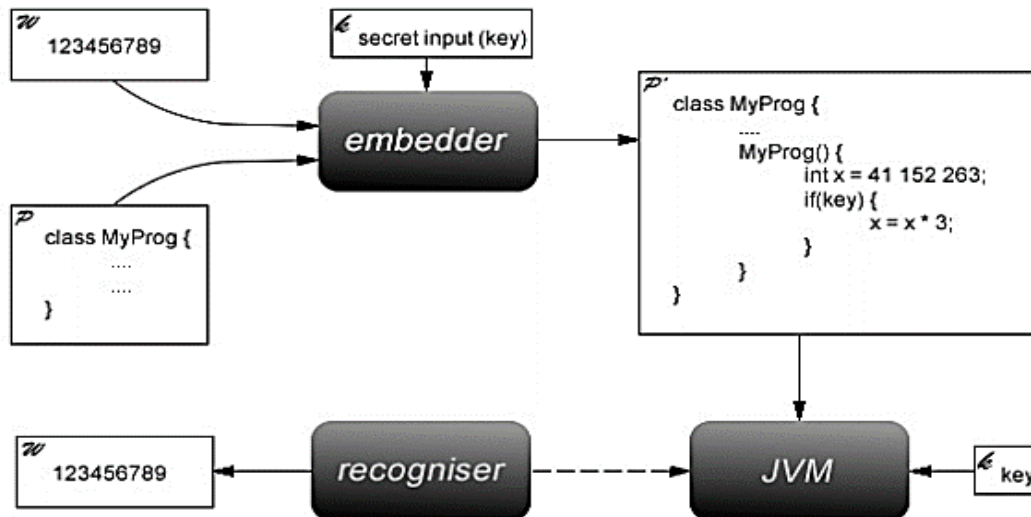 w
123456789
k
secret input (key)
embedder
P
class MyProg {
....
....
}
P'
class MyProg {
....
MyProg() {
int x = 41 152 263;
if(key) {
x = x * 3;
}
}
}
w
123456789
recogniser
JVM
k
key